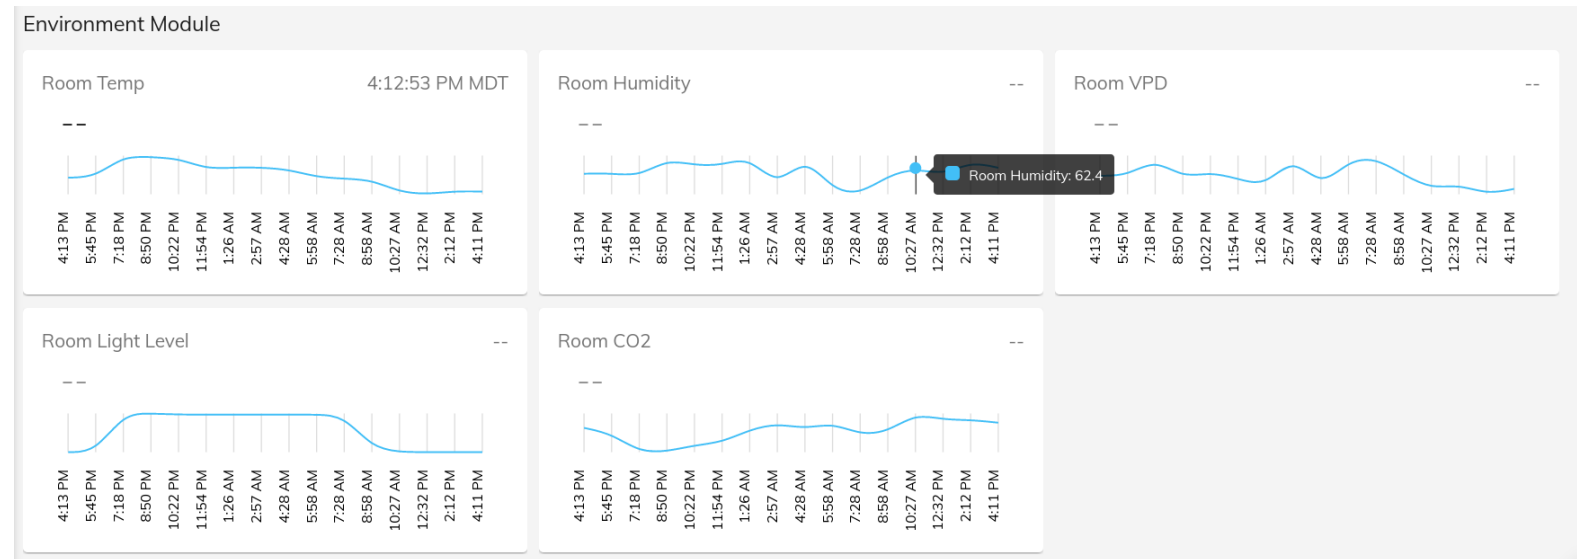 Environment Module
Room Temp 4:12:53 PM MDT
--
4:13 PM 5:45 PM 7:18 PM 8:50 PM 10:22 PM 11:54 PM 1:26 AM 2:57 AM 4:28 AM 5:58 AM 7:28 AM 8:58 AM 10:27 AM 12:32 PM 2:12 PM 4:11 PM
Room Humidity --
--
Room Humidity: 62.4
4:13 PM 5:45 PM 7:18 PM 8:50 PM 10:22 PM 11:54 PM 1:26 AM 2:57 AM 4:28 AM 5:58 AM 7:28 AM 8:58 AM 10:27 AM 12:32 PM 2:12 PM 4:11 PM
Room VPD --
--
4:13 PM 5:45 PM 7:18 PM 8:50 PM 10:22 PM 11:54 PM 1:26 AM 2:57 AM 4:28 AM 5:58 AM 7:28 AM 8:58 AM 10:27 AM 12:32 PM 2:12 PM 4:11 PM
Room Light Level --
--
4:13 PM 5:45 PM 7:18 PM 8:50 PM 10:22 PM 11:54 PM 1:26 AM 2:57 AM 4:28 AM 5:58 AM 7:28 AM 8:58 AM 10:27 AM 12:32 PM 2:12 PM 4:11 PM
Room CO2 --
--
4:13 PM 5:45 PM 7:18 PM 8:50 PM 10:22 PM 11:54 PM 1:26 AM 2:57 AM 4:28 AM 5:58 AM 7:28 AM 8:58 AM 10:27 AM 12:32 PM 2:12 PM 4:11 PM